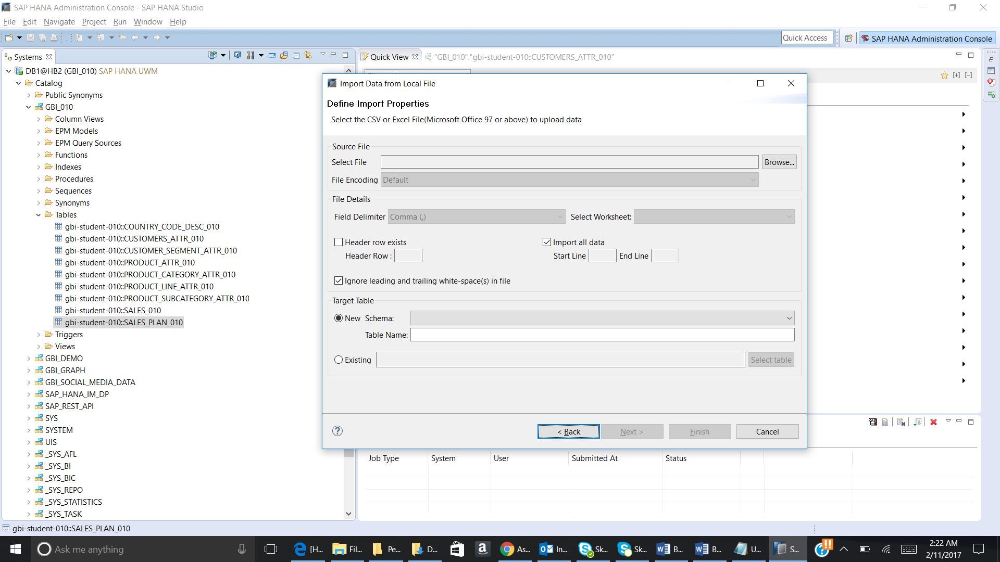 SAP HANA Administration Console - SAP HANA Studio
File Edit Navigate Project Run Window Help
Quick Access
SAP HANA Administration Console
Systems
DB1@HB2 (GBI_010) SAP HANA UWM
Catalog
Public Synonyms
GBI_010
Column Views
EPM Models
EPM Query Sources
Functions
Indexes
Procedures
Sequences
Synonyms
Tables
gbi-student-010::COUNTRY_CODE_DESC_010
gbi-student-010::CUSTOMERS_ATTR_010
gbi-student-010::CUSTOMER_SEGMENT_ATTR_010
gbi-student-010::PRODUCT_ATTR_010
gbi-student-010::PRODUCT_CATEGORY_ATTR_010
gbi-student-010::PRODUCT_LINE_ATTR_010
gbi-student-010::PRODUCT_SUBCATEGORY_ATTR_010
gbi-student-010::SALES_010
gbi-student-010::SALES_PLAN_010
Triggers
Views
GBI_DEMO
GBI_GRAPH
GBI_SOCIAL_MEDIA_DATA
SAP_HANA_IM_DP
SAP_REST_API
SYS
SYSTEM
UIS
_SYS_AFL
_SYS_BI
_SYS_BIC
_SYS_REPO
_SYS_STATISTICS
_SYS_TASK
Quick View
"GBI_010"."gbi-student-010::CUSTOMERS_ATTR_010"
Import Data from Local File
Define Import Properties
Select the CSV or Excel File(Microsoft Office 97 or above) to upload data
Source File
Select File
Browse...
File Encoding Default
File Details
Field Delimiter Comma (,) Select Worksheet:
Header row exists
Import all data
Header Row :
Start Line
End Line
Ignore leading and trailing white-space(s) in file
Target Table
New Schema:
Table Name:
Existing
Select table
< Back
Next >
Finish
Cancel
Job Type System User Submitted At Status
gbi-student-010::SALES_PLAN_010
Ask me anything
[H...
Fil...
Pe...
D...
As...
In...
Sk...
Sk...
B...
B...
U...
S...
2:22 AM
2/11/2017